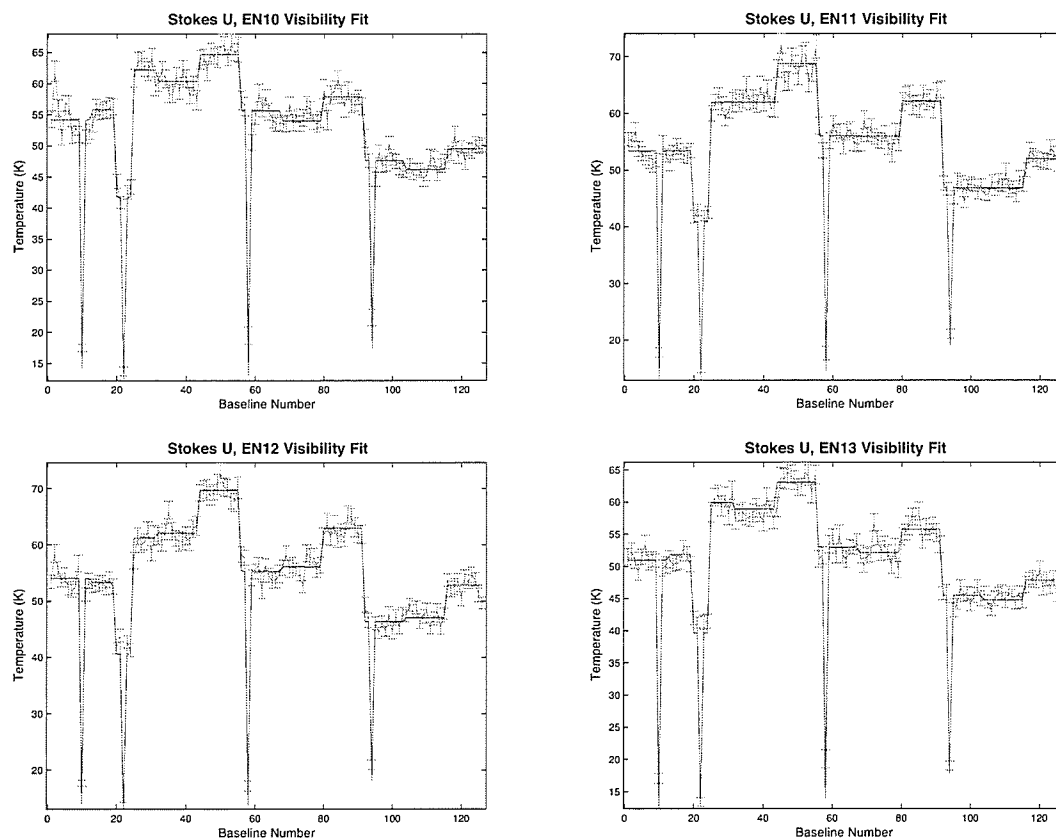 Stokes U, EN10 Visibility Fit
65
60
55
50
45
40
35
30
25
20
15
Temperature (K)
0 20 40 60 80 100 120
Baseline Number
Stokes U, EN11 Visibility Fit
70
60
50
40
30
20
Temperature (K)
0 20 40 60 80 100 120
Baseline Number
Stokes U, EN12 Visibility Fit
70
60
50
40
30
20
Temperature (K)
0 20 40 60 80 100 120
Baseline Number
Stokes U, EN13 Visibility Fit
65
60
55
50
45
40
35
30
25
20
15
Temperature (K)
0 20 40 60 80 100 120
Baseline Number